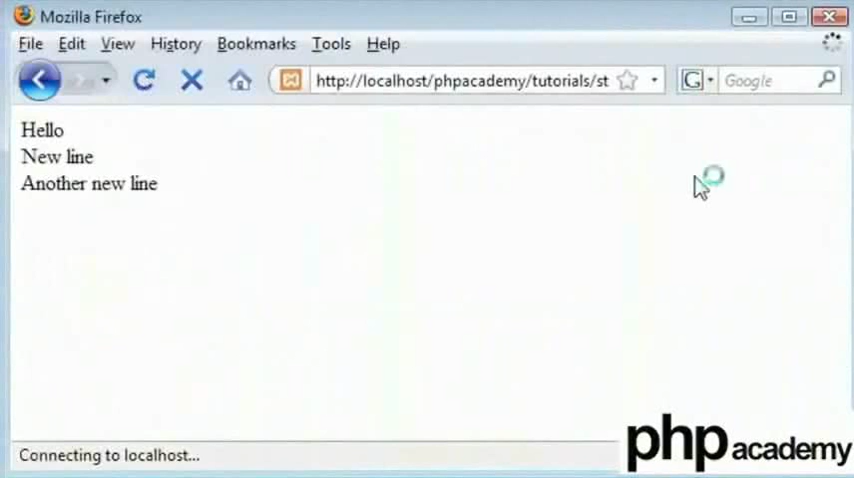 Mozilla Firefox
File Edit View History Bookmarks Tools Help
http://localhost/phpacademy/tutorials/st G Google
Hello
New line
Another new line
Connecting to localhost...
php academy